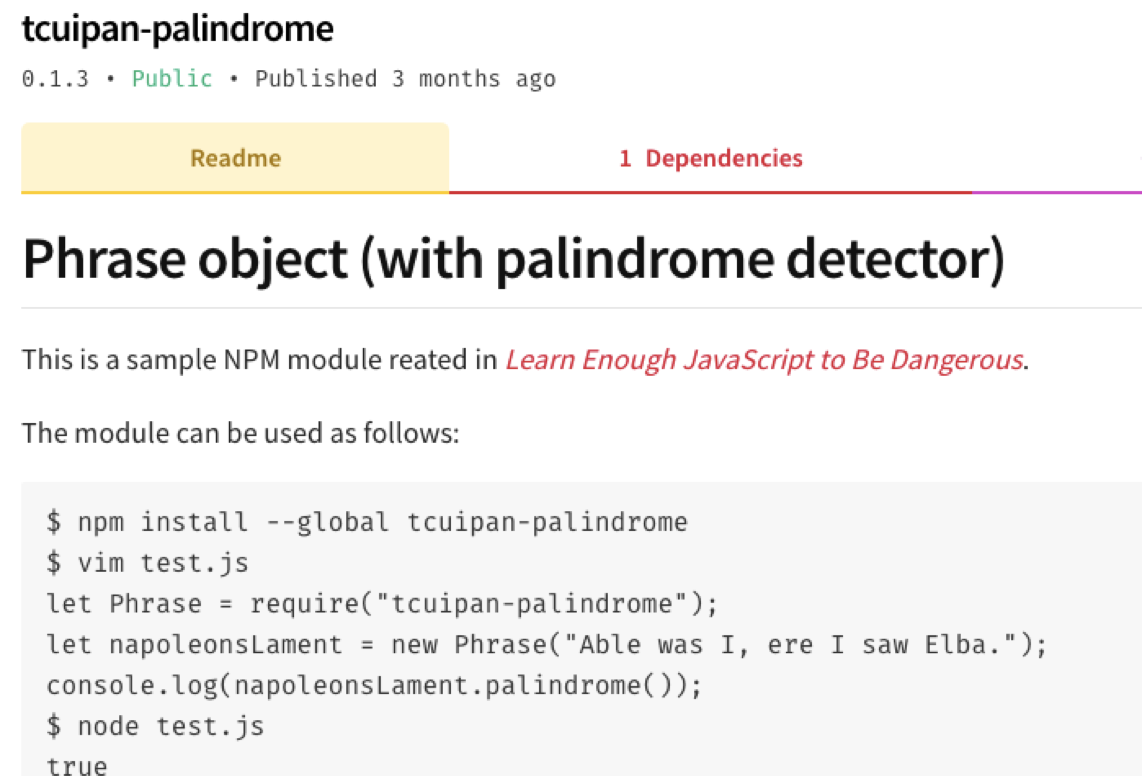 tcuipan-palindrome
0.1.3 • Public • Published 3 months ago
Readme
1 Dependencies
Phrase object (with palindrome detector)
This is a sample NPM module reated in Learn Enough JavaScript to Be Dangerous.
The module can be used as follows:
$ npm install --global tcuipan-palindrome
$ vim test.js
let Phrase = require("tcuipan-palindrome");
let napoleonsLament = new Phrase("Able was I, ere I saw Elba.");
console.log(napoleonsLament.palindrome());
$ node test.js
true